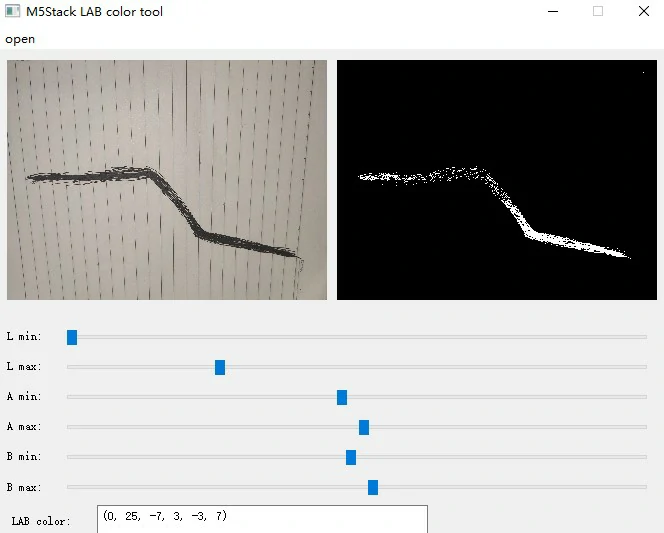 M5Stack LAB color tool
open
L min:
L max:
A min:
A max:
B min:
B max:
LAB color:
(0, 25, -7, 3, -3, 7)